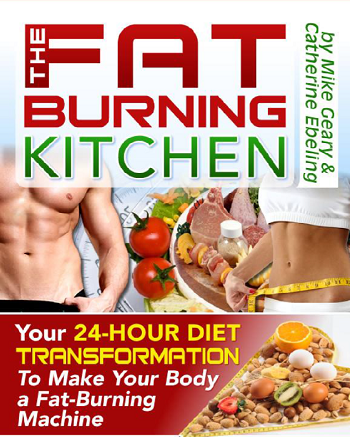 THE
FAT
BURNING
KITCHEN
by Mike Geary &
Catherine Ebeling
Your 24-HOUR DIET
TRANSFORMATION
To Make Your Body
a Fat-Burning
Machine